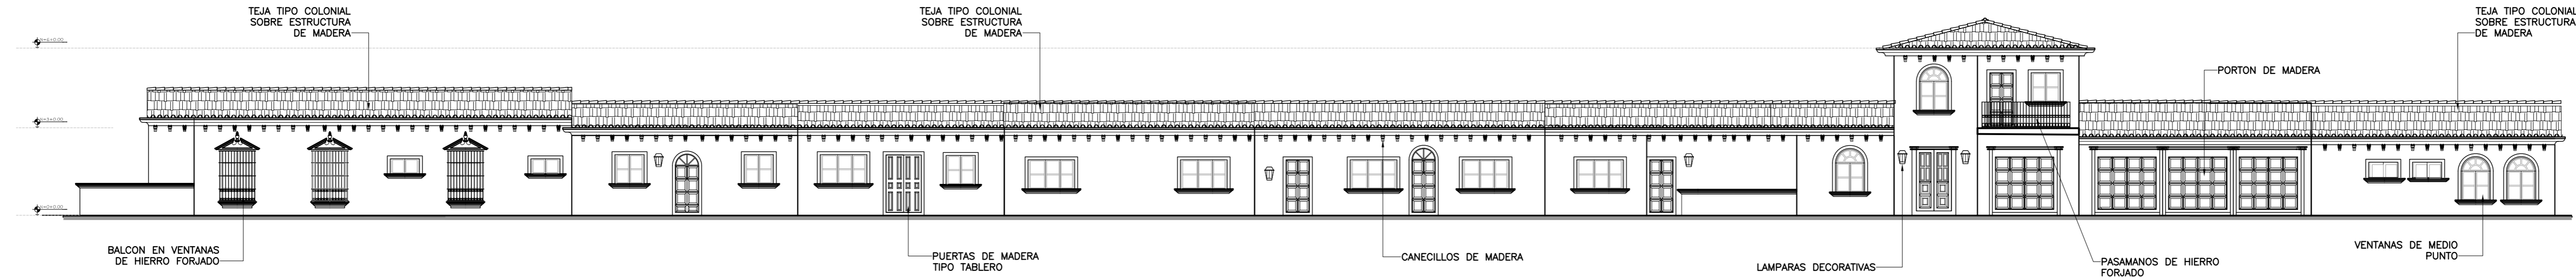 TEJA TIPO COLONIAL
SOBRE ESTRUCTURA
DE MADERA
TEJA TIPO COLONIAL
SOBRE ESTRUCTURA
DE MADERA
TEJA TIPO COLONIAL
SOBRE ESTRUCTURA
DE MADERA
PORTON DE MADERA
BALCON EN VENTANAS
DE HIERRO FORJADO
PUERTAS DE MADERA
TIPO TABLERO
CANECILLOS DE MADERA
LAMPARAS DECORATIVAS
PASAMANOS DE HIERRO
FORJADO
VENTANAS DE MEDIO
PUNTO